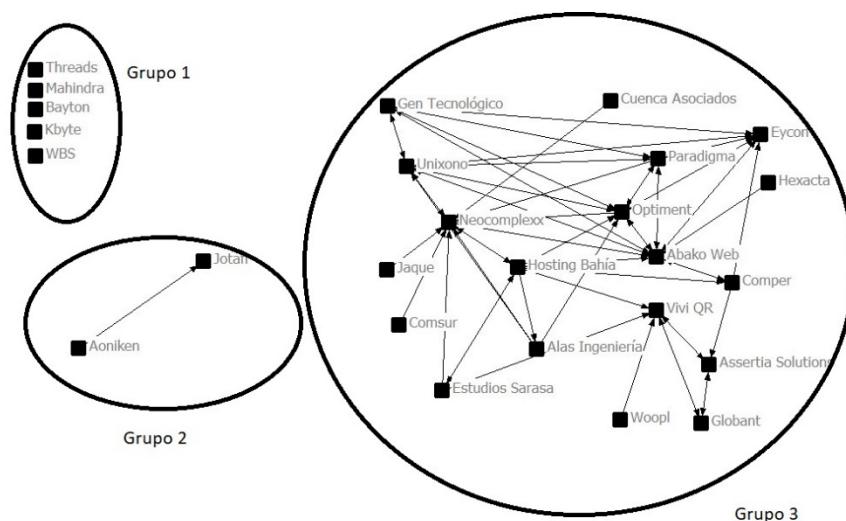 Threads
Mahindra
Bayton
Kbyte
WBS
Grupo 1
Jotan
Aoniken
Grupo 2
Gen Tecnológico
Cuenca Asociados
Eycon
Paradigma
Unixono
Hexacta
Optiment
Neocomplexx
Abako Web
Jaque
Hosting Bahía
Comper
Vivi QR
Comsur
Alas Ingeniería
Assertia Solutions
Estudios Sarasa
Woopl
Globant
Grupo 3